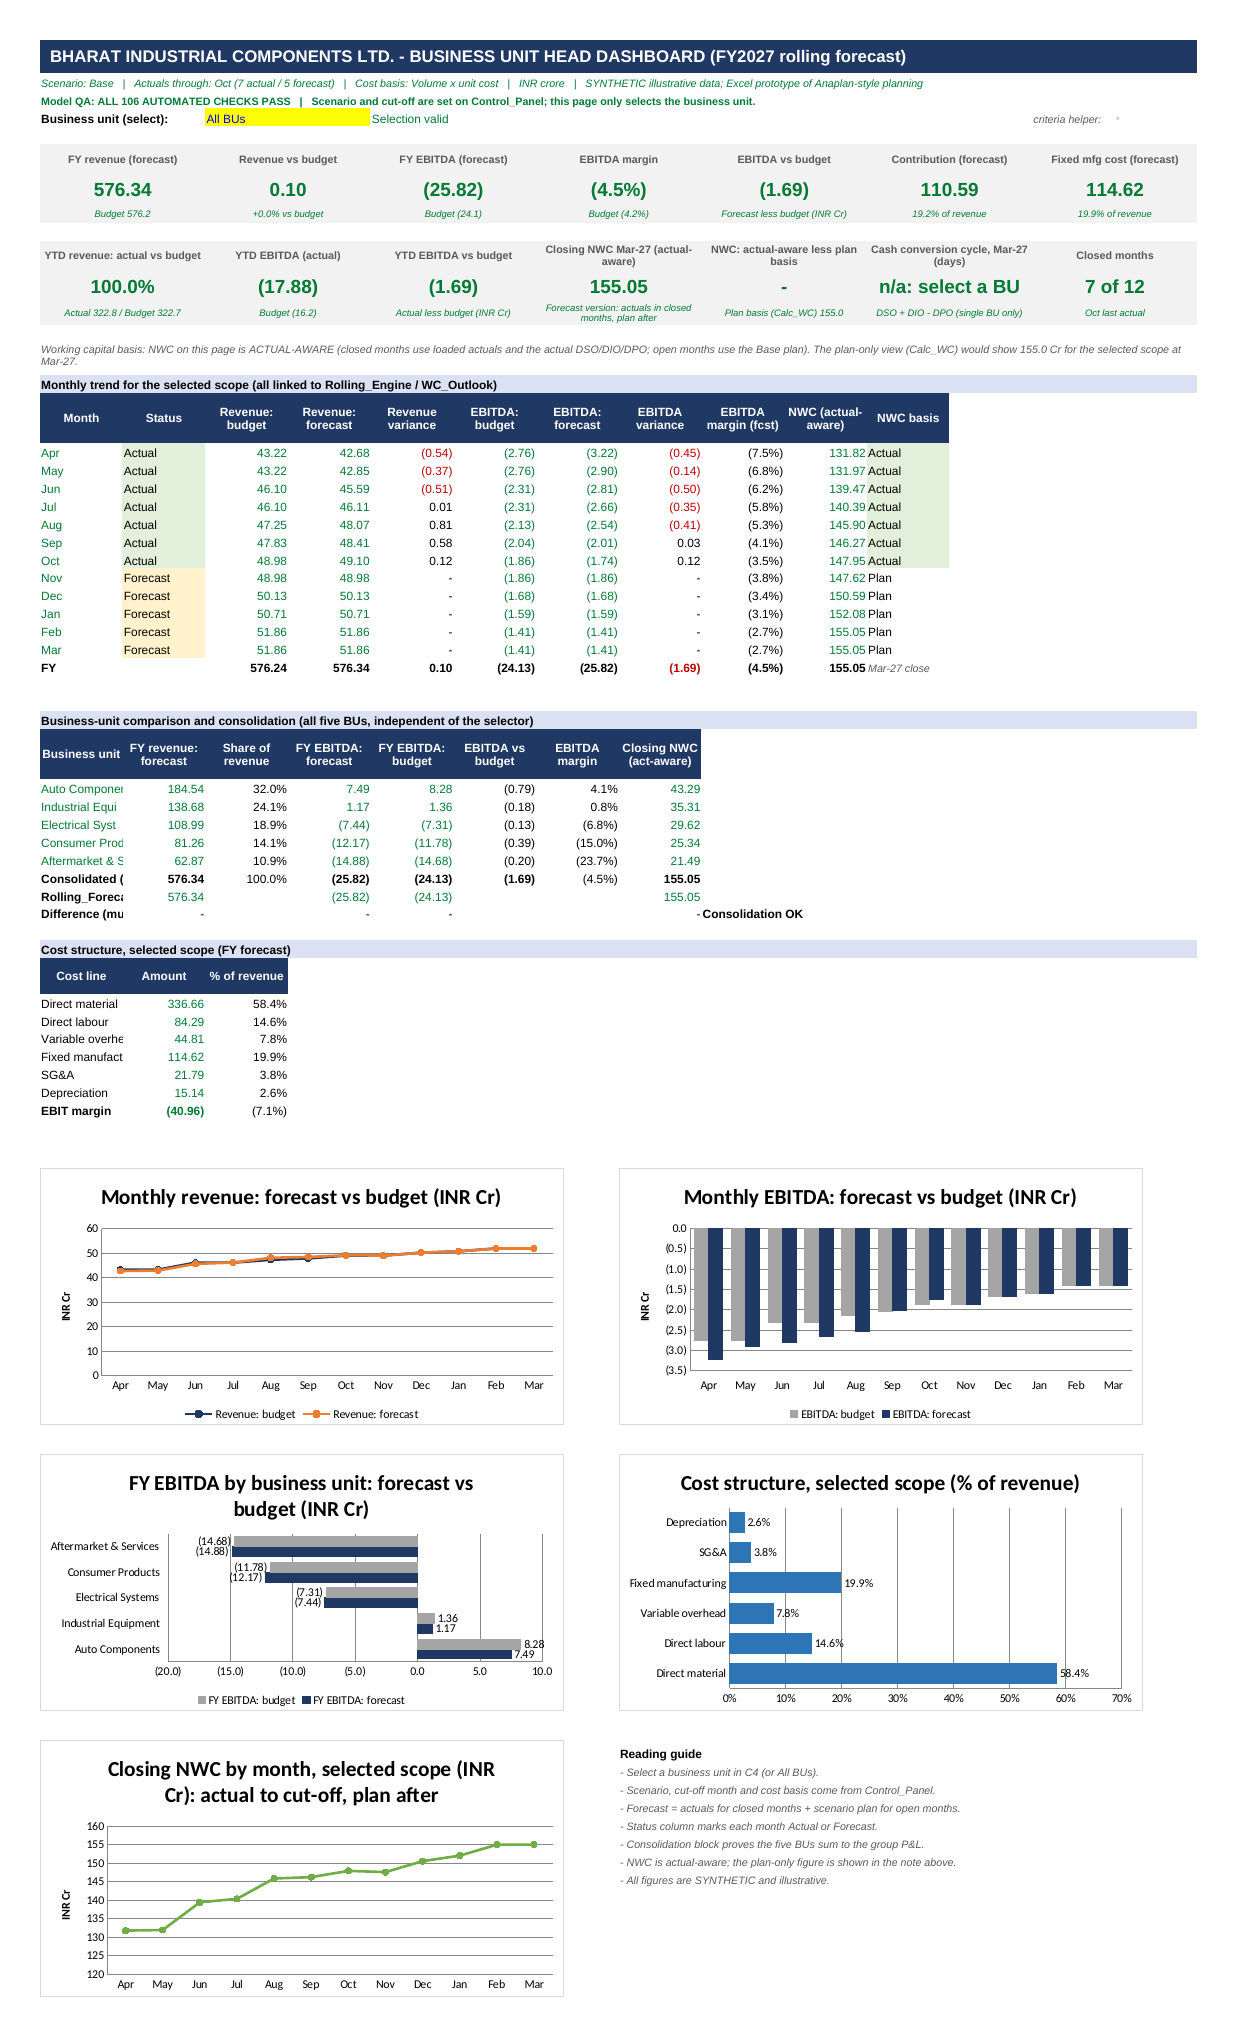 BHARAT INDUSTRIAL COMPONENTS LTD. - BUSINESS UNIT HEAD DASHBOARD (FY2027 rolling forecast)
Scenario: Base | Actuals through: Oct (7 actual / 5 forecast) | Cost basis: Volume x unit cost | INR crore | SYNTHETIC illustrative data; Excel prototype of Anaplan-style planning
Model QA: ALL 106 AUTOMATED CHECKS PASS | Scenario and cut-off are set on Control_Panel; this page only selects the business unit.
Business unit (select): All BUs Selection valid criteria helper: *
FY revenue (forecast) Revenue vs budget FY EBITDA (forecast) EBITDA margin EBITDA vs budget Contribution (forecast) Fixed mfg cost (forecast)
576.34 0.10 (25.82) (4.5%) (1.69) 110.59 114.62
Budget 576.2 +0.0% vs budget Budget (24.1) Budget (4.2%) Forecast less budget (INR Cr) 19.2% of revenue 19.9% of revenue
YTD revenue: actual vs budget YTD EBITDA (actual) YTD EBITDA vs budget Closing NWC Mar-27 (actual-aware) NWC: actual-aware less plan basis Cash conversion cycle, Mar-27 (days) Closed months
100.0% (17.88) (1.69) 155.05 - n/a: select a BU 7 of 12
Actual 322.8 / Budget 322.7 Budget (16.2) Actual less budget (INR Cr) Forecast version: actuals in closed months, plan after Plan basis (Calc_WC) 155.0 DSO + DIO - DPO (single BU only) Oct last actual
Working capital basis: NWC on this page is ACTUAL-AWARE (closed months use loaded actuals and the actual DSO/DIO/DPO; open months use the Base plan). The plan-only view (Calc_WC) would show 155.0 Cr for the selected scope at
Mar-27.
Monthly trend for the selected scope (all linked to Rolling_Engine / WC_Outlook)
Month Status Revenue: budget Revenue: forecast Revenue variance EBITDA: budget EBITDA: forecast EBITDA variance EBITDA margin (fcst) NWC (actual-aware) NWC basis
Apr Actual 43.22 42.68 (0.54) (2.76) (3.22) (0.45) (7.5%) 131.82 Actual
May Actual 43.22 42.85 (0.37) (2.76) (2.90) (0.14) (6.8%) 131.97 Actual
Jun Actual 46.10 45.59 (0.51) (2.31) (2.81) (0.50) (6.2%) 139.47 Actual
Jul Actual 46.10 46.11 0.01 (2.31) (2.66) (0.35) (5.8%) 140.39 Actual
Aug Actual 47.25 48.07 0.81 (2.13) (2.54) (0.41) (5.3%) 145.90 Actual
Sep Actual 47.83 48.41 0.58 (2.04) (2.01) 0.03 (4.1%) 146.27 Actual
Oct Actual 48.98 49.10 0.12 (1.86) (1.74) 0.12 (3.5%) 147.95 Actual
Nov Forecast 48.98 48.98 - (1.86) (1.86) - (3.8%) 147.62 Plan
Dec Forecast 50.13 50.13 - (1.68) (1.68) - (3.4%) 150.59 Plan
Jan Forecast 50.71 50.71 - (1.59) (1.59) - (3.1%) 152.08 Plan
Feb Forecast 51.86 51.86 - (1.41) (1.41) - (2.7%) 155.05 Plan
Mar Forecast 51.86 51.86 - (1.41) (1.41) - (2.7%) 155.05 Plan
FY 576.24 576.34 0.10 (24.13) (25.82) (1.69) (4.5%) 155.05 Mar-27 close
Business-unit comparison and consolidation (all five BUs, independent of the selector)
Business unit FY revenue: forecast Share of revenue FY EBITDA: forecast FY EBITDA: budget EBITDA vs budget EBITDA margin Closing NWC (act-aware)
Auto Componer 184.54 32.0% 7.49 8.28 (0.79) 4.1% 43.29
Industrial Equi 138.68 24.1% 1.17 1.36 (0.18) 0.8% 35.31
Electrical Syst 108.99 18.9% (7.44) (7.31) (0.13) (6.8%) 29.62
Consumer Prod 81.26 14.1% (12.17) (11.78) (0.39) (15.0%) 25.34
Aftermarket & S 62.87 10.9% (14.88) (14.68) (0.20) (23.7%) 21.49
Consolidated ( 576.34 100.0% (25.82) (24.13) (1.69) (4.5%) 155.05
Rolling_Foreca 576.34 (25.82) (24.13) 155.05
Difference (mu - - - - Consolidation OK
Cost structure, selected scope (FY forecast)
Cost line Amount % of revenue
Direct material 336.66 58.4%
Direct labour 84.29 14.6%
Variable overhe 44.81 7.8%
Fixed manufact 114.62 19.9%
SG&A 21.79 3.8%
Depreciation 15.14 2.6%
EBIT margin (40.96) (7.1%)
Monthly revenue: forecast vs budget (INR Cr)
60
50
40
30
20
10
0
INR Cr
Apr May Jun Jul Aug Sep Oct Nov Dec Jan Feb Mar
Revenue: budget Revenue: forecast
Monthly EBITDA: forecast vs budget (INR Cr)
0.0
(0.5)
(1.0)
(1.5)
(2.0)
(2.5)
(3.0)
(3.5)
INR Cr
Apr May Jun Jul Aug Sep Oct Nov Dec Jan Feb Mar
EBITDA: budget EBITDA: forecast
FY EBITDA by business unit: forecast vs
budget (INR Cr)
Aftermarket & Services (14.68) (14.88)
Consumer Products (11.78) (12.17)
Electrical Systems (7.31) (7.44)
Industrial Equipment 1.36 1.17
Auto Components 8.28 7.49
(20.0) (15.0) (10.0) (5.0) 0.0 5.0 10.0
FY EBITDA: budget FY EBITDA: forecast
Cost structure, selected scope (% of revenue)
Depreciation 2.6%
SG&A 3.8%
Fixed manufacturing 19.9%
Variable overhead 7.8%
Direct labour 14.6%
Direct material 58.4%
0% 10% 20% 30% 40% 50% 60% 70%
Closing NWC by month, selected scope (INR
Cr): actual to cut-off, plan after
160
155
150
145
140
135
130
125
120
INR Cr
Apr May Jun Jul Aug Sep Oct Nov Dec Jan Feb Mar
Reading guide
- Select a business unit in C4 (or All BUs).
- Scenario, cut-off month and cost basis come from Control_Panel.
- Forecast = actuals for closed months + scenario plan for open months.
- Status column marks each month Actual or Forecast.
- Consolidation block proves the five BUs sum to the group P&L.
- NWC is actual-aware; the plan-only figure is shown in the note above.
- All figures are SYNTHETIC and illustrative.